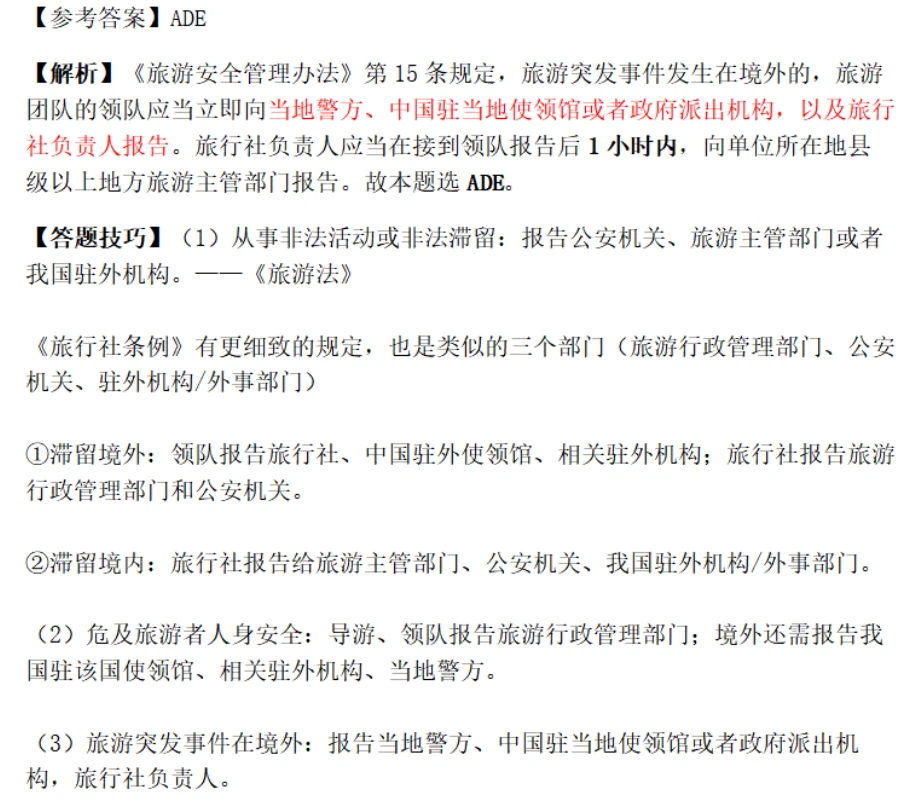 【参考答案】ADE
【解析】《旅游安全管理办法》第 15 条规定，旅游突发事件发生在境外的，旅游
团队的领队应当立即向当地警方、中国驻当地使领馆或者政府派出机构，以及旅行
社负责人报告。旅行社负责人应当在接到领队报告后 1 小时内，向单位所在地县
级以上地方旅游主管部门报告。故本题选 ADE。
【答题技巧】（1）从事非法活动或非法滞留：报告公安机关、旅游主管部门或者
我国驻外机构。——《旅游法》
《旅行社条例》有更细致的规定，也是类似的三个部门（旅游行政管理部门、公安
机关、驻外机构/外事部门）
①滞留境外：领队报告旅行社、中国驻外使领馆、相关驻外机构；旅行社报告旅游
行政管理部门和公安机关。
②滞留境内：旅行社报告给旅游主管部门、公安机关、我国驻外机构/外事部门。
（2）危及旅游者人身安全：导游、领队报告旅游行政管理部门；境外还需报告我
国驻该国使领馆、相关驻外机构、当地警方。
（3）旅游突发事件在境外：报告当地警方、中国驻当地使领馆或者政府派出机
构，旅行社负责人。